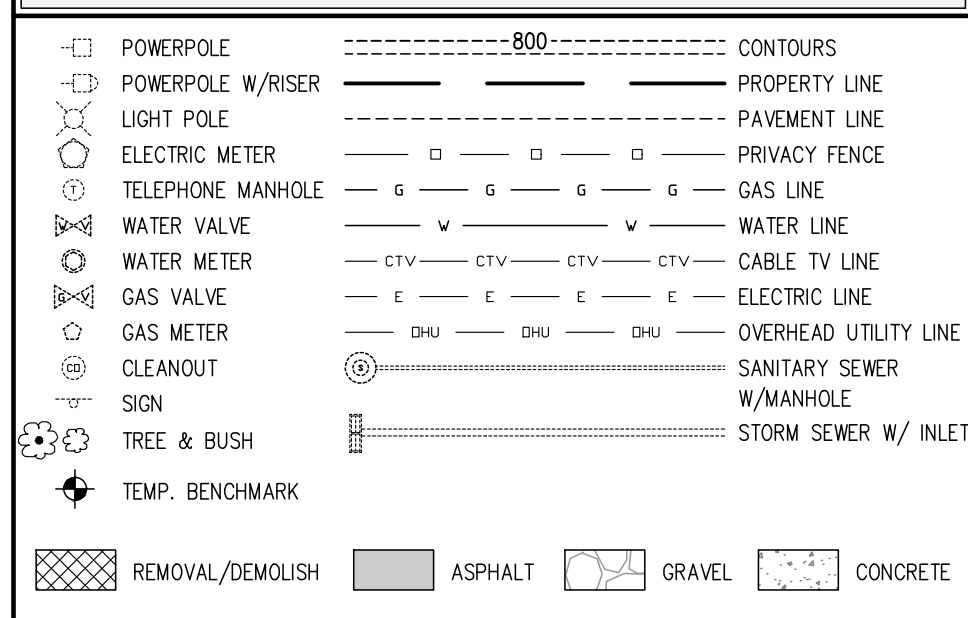 POWERPOLE
POWERPOLE W/RISER
LIGHT POLE
ELECTRIC METER
T TELEPHONE MANHOLE
W V WATER VALVE
WATER METER
G V GAS VALVE
GAS METER
CO CLEANOUT
SIGN
TREE & BUSH
TEMP. BENCHMARK
800 CONTOURS
PROPERTY LINE
PAVEMENT LINE
PRIVACY FENCE
G G G G GAS LINE
W W WATER LINE
CTV CTV CTV CTV CABLE TV LINE
E E E E ELECTRIC LINE
OHU OHU OHU OVERHEAD UTILITY LINE
S SANITARY SEWER
W/MANHOLE
STORM SEWER W/ INLET
REMOVAL/DEMOLISH ASPHALT GRAVEL CONCRETE